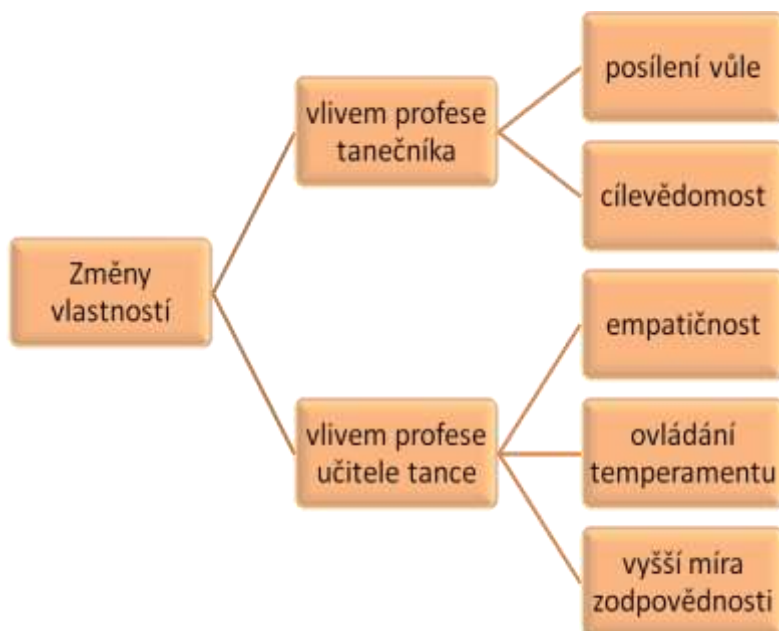 Změny
vlastností
vlivem profese
tanečníka
posílení vůle
cílevědomost
vlivem profese
učitele tance
empatičnost
ovládání
temperamentu
vyšší míra
zodpovědnosti